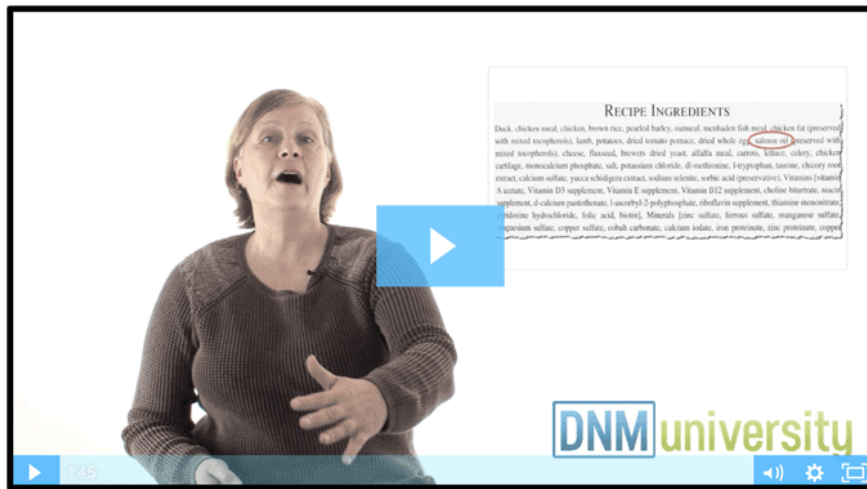 RECIPE INGREDIENTS
Duck, chicken meal, chicken, brown rice, pearled barley, oatmeal, menhaden fish meal, chicken fat (preserved
with mixed tocopherols), lamb, potatoes, dried tomato pomace, dried whole egg, salmon oil (preserved with
mixed tocopherols), cheese, flaxseed, brewers dried yeast, alfalfa meal, carrots, lettuce, celery, chicken
cartilage, monocalcium phosphate, salt, potassium chloride, dl-methionine, l-tryptophan, taurine, chicory root
extract, calcium sulfate, yucca schidigera extract, sodium selenite, sorbic acid (preservative), Vitamins [vitamin
A acetate, Vitamin D3 supplement, Vitamin E supplement, Vitamin B12 supplement, choline bitartrate, niacin
supplement, d-calcium pantothenate, l-ascorbyl-2-polyphosphate, riboflavin supplement, thiamine mononitrate,
pyridoxine hydrochloride, folic acid, biotin], Minerals [zinc sulfate, ferrous sulfate, manganese sulfate,
magnesium sulfate, copper sulfate, cobalt carbonate, calcium iodate, iron proteinate, zinc proteinate, copper
DNM university
1:45